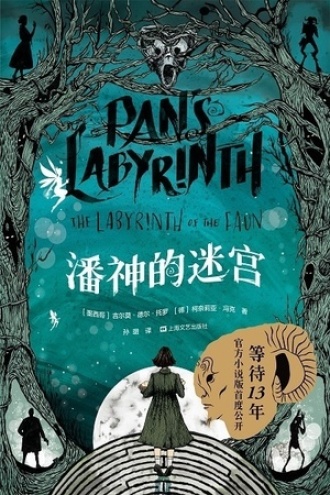 PAN'S
LABYRINTH
THE LABYRINTH OF THE FAUN
潘神的迷宫
[墨西哥] 吉尔莫·德尔·托罗 [德] 柯奈莉亚·冯克 著
孙璐 译 上海文艺出版社
等待13年
官方小说版首度公开